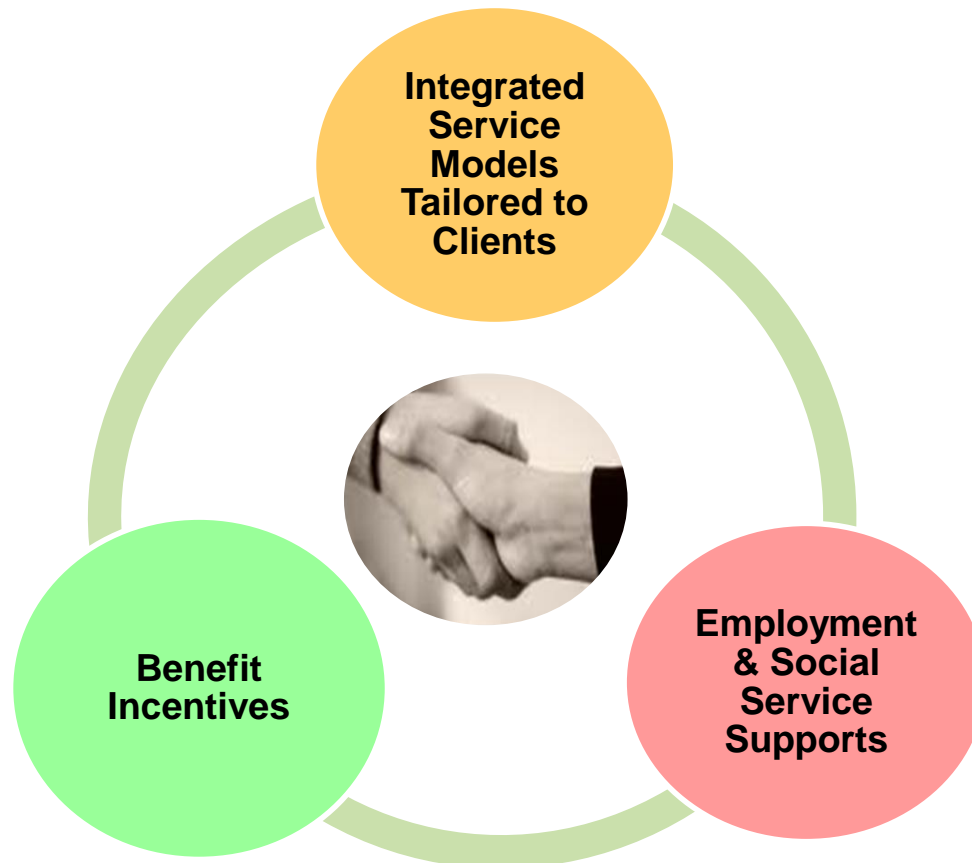 Integrated
Service
Models
Tailored to
Clients
Benefit
Incentives
Employment
& Social
Service
Supports